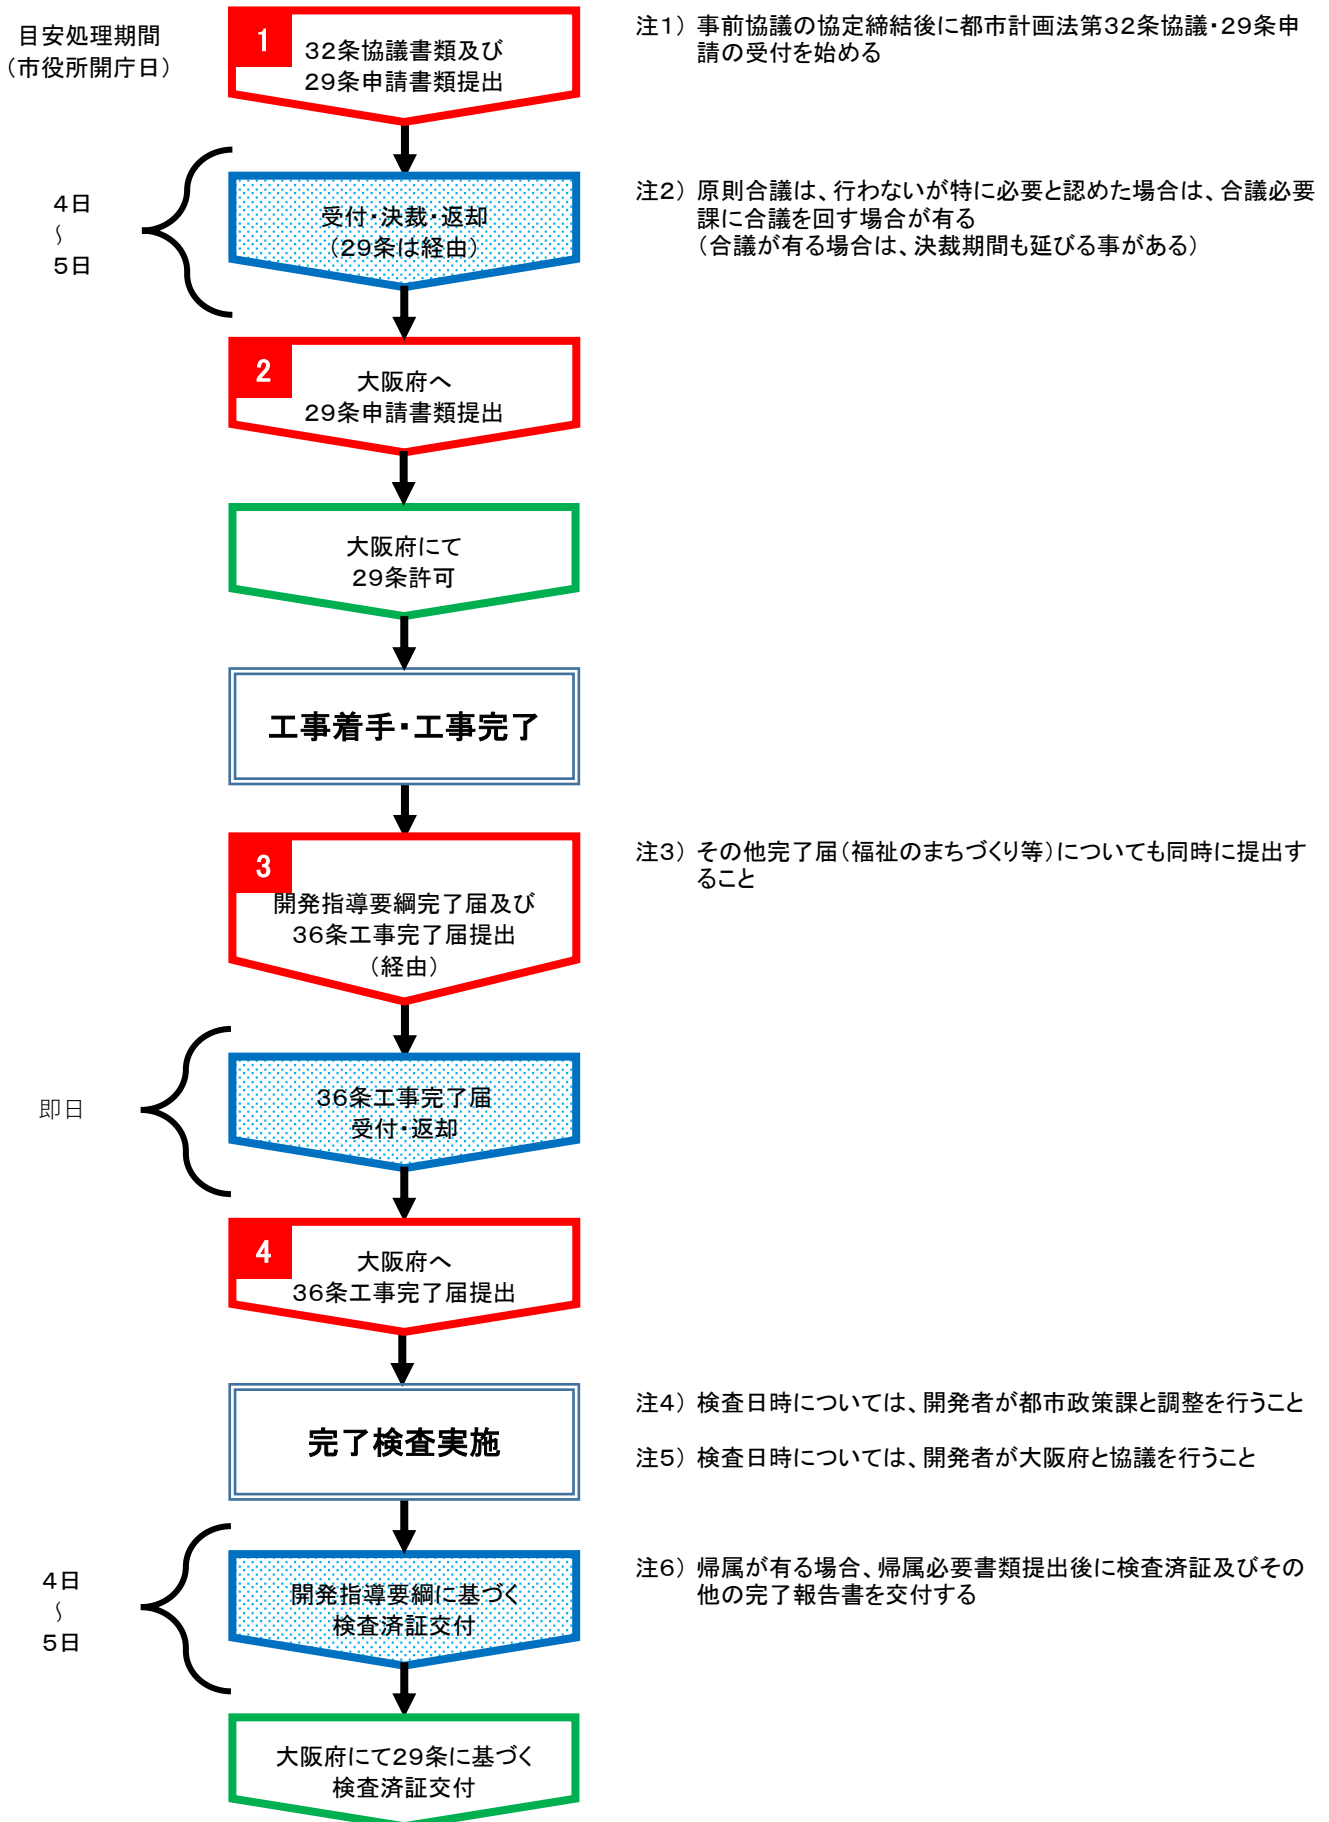 目安処理期間
（市役所開庁日）
1
32条協議書類及び
29条申請書類提出
注1） 事前協議の協定締結後に都市計画法第32条協議・29条申
請の受付を始める
4日
～
5日
受付・決裁・返却
（29条は経由）
注2） 原則合議は、行わないが特に必要と認めた場合は、合議必要
課に合議を回す場合が有る
（合議が有る場合は、決裁期間も延びる事がある）
2
大阪府へ
29条申請書類提出
大阪府にて
29条許可
工事着手・工事完了
3
開発指導要綱完了届及び
36条工事完了届提出
（経由）
注3） その他完了届（福祉のまちづくり等）についても同時に提出す
ること
即日
36条工事完了届
受付・返却
4
大阪府へ
36条工事完了届提出
完了検査実施
注4） 検査日時については、開発者が都市政策課と調整を行うこと
注5） 検査日時については、開発者が大阪府と協議を行うこと
4日
～
5日
開発指導要綱に基づく
検査済証交付
注6） 帰属が有る場合、帰属必要書類提出後に検査済証及びその
他の完了報告書を交付する
大阪府にて29条に基づく
検査済証交付